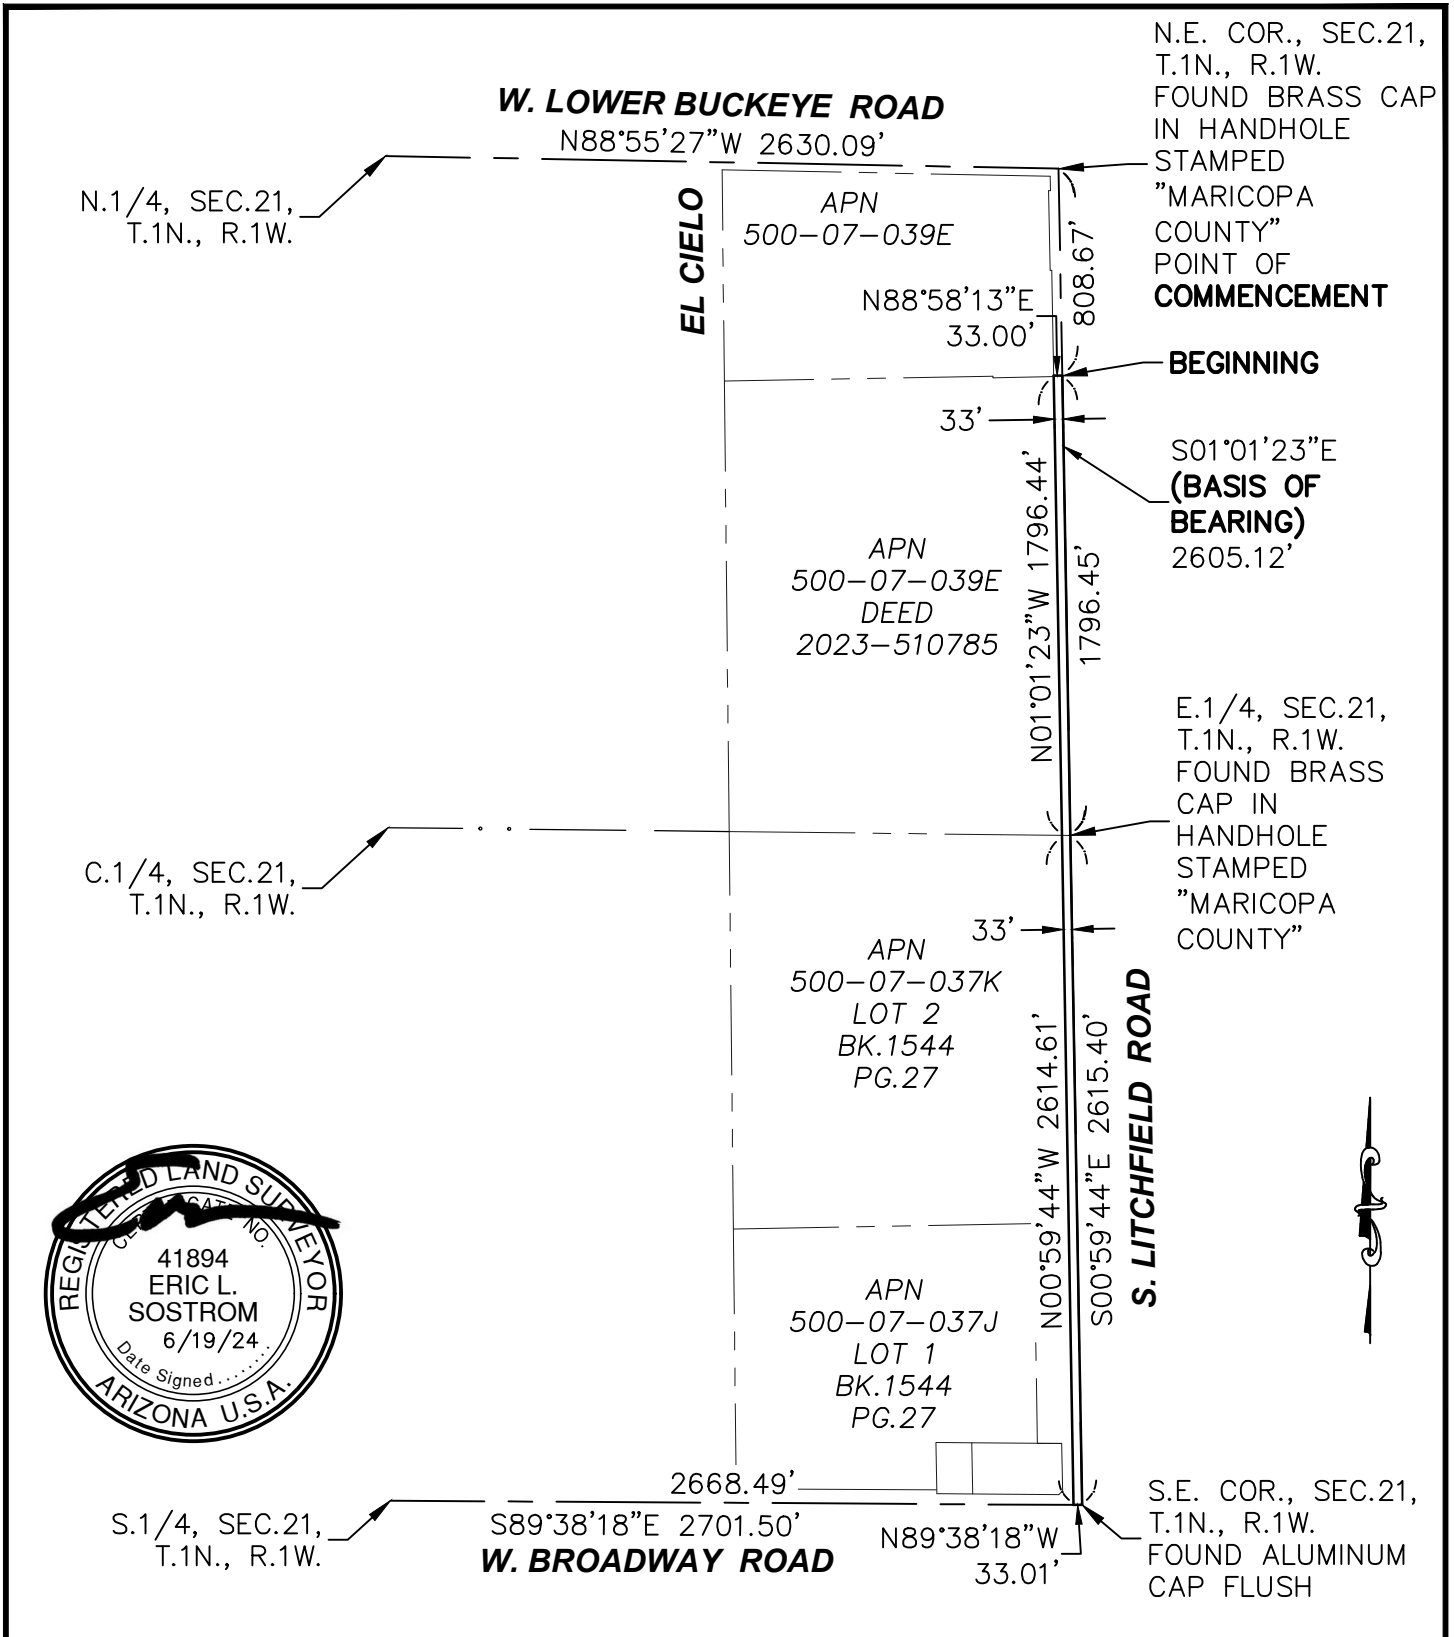 N.E. COR., SEC.21,
T.1N., R.1W.
FOUND BRASS CAP
IN HANDHOLE
STAMPED
"MARICOPA
COUNTY"
POINT OF
COMMENCEMENT
W. LOWER BUCKEYE ROAD
N88°55'27"W 2630.09'
N.1/4, SEC.21,
T.1N., R.1W.
EL CIELO
APN
500-07-039E
808.67'
N88°58'13"E
33.00'
BEGINNING
33'
S01°01'23"E
(BASIS OF
BEARING)
2605.12'
N01°01'23"W 1796.44'
1796.45'
APN
500-07-039E
DEED
2023-510785
E.1/4, SEC.21,
T.1N., R.1W.
FOUND BRASS
CAP IN
HANDHOLE
STAMPED
"MARICOPA
COUNTY"
C.1/4, SEC.21,
T.1N., R.1W.
33'
APN
500-07-037K
LOT 2
BK.1544
PG.27
N00°59'44"W 2614.61'
S00°59'44"E 2615.40'
S. LITCHFIELD ROAD
REGISTERED LAND SURVEYOR
NO.
41894
ERIC L.
SOSTROM
6/19/24
Date Signed........
ARIZONA U.S.A.
APN
500-07-037J
LOT 1
BK.1544
PG.27
2668.49'
S89°38'18"E 2701.50'
W. BROADWAY ROAD
S.1/4, SEC.21,
T.1N., R.1W.
N89°38'18"W
33.01'
S.E. COR., SEC.21,
T.1N., R.1W.
FOUND ALUMINUM
CAP FLUSH